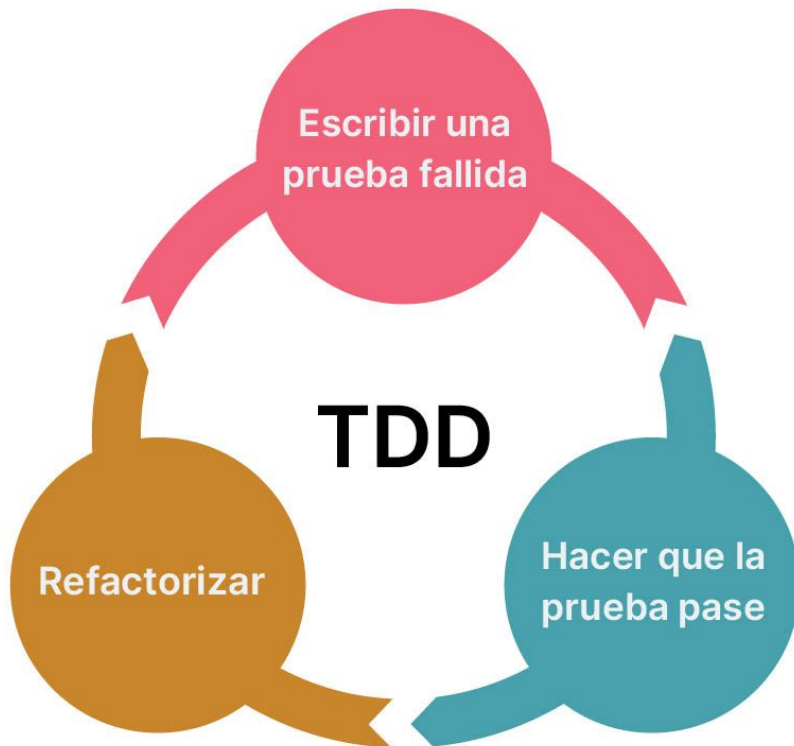 Escribir una
prueba fallida
TDD
Hacer que la
prueba pase
Refactorizar